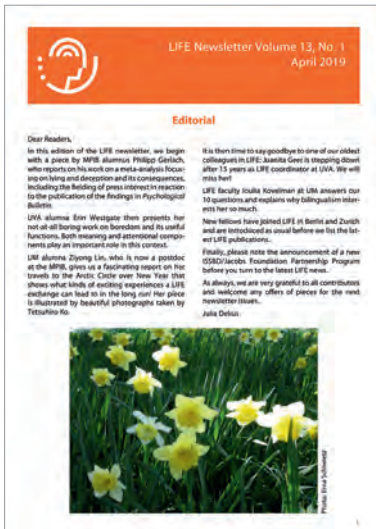 LIFE Newsletter Volume 13, No. 1
April 2019
Editorial
Dear Readers,
In this edition of the LIFE newsletter, we begin
with a piece by MPIB alumnus Philipp Gerlach,
who reports on his work on a meta-analysis focus-
ing on lying and deception and its consequences,
including the fielding of press interest in reaction
to the publication of the findings in Psychological
Bulletin.
UVA alumna Erin Westgate then presents her
not-at-all boring work on boredom and its useful
functions. Both meaning and attentional compo-
nents play an important role in this context.
UM alumna Ziyong Lin, who is now a postdoc
at the MPIB, gives us a fascinating report on her
travels to the Arctic Circle over New Year that
shows what kinds of exciting experiences a LIFE
exchange can lead to in the long run! Her piece
is illustrated by beautiful photographs taken by
Tetsuhiro Ko.
It is then time to say goodbye to one of our oldest
colleagues in LIFE: Juanita Geer is stepping down
after 15 years as LIFE coordinator at UVA. We will
miss her!
LIFE faculty Ioulia Kovelman at UM answers our
10 questions and explains why bilingualism inter-
ests her so much.
New fellows have joined LIFE in Berlin and Zurich
and are introduced as usual before we list the lat-
est LIFE publications.
Finally, please note the announcement of a new
ISSBD/Jacobs Foundation Partnership Program
before you turn to the latest LIFE news.
As always, we are very grateful to all contributors
and welcome any offers of pieces for the next
newsletter issues.
Julia Delius
Photo:
1